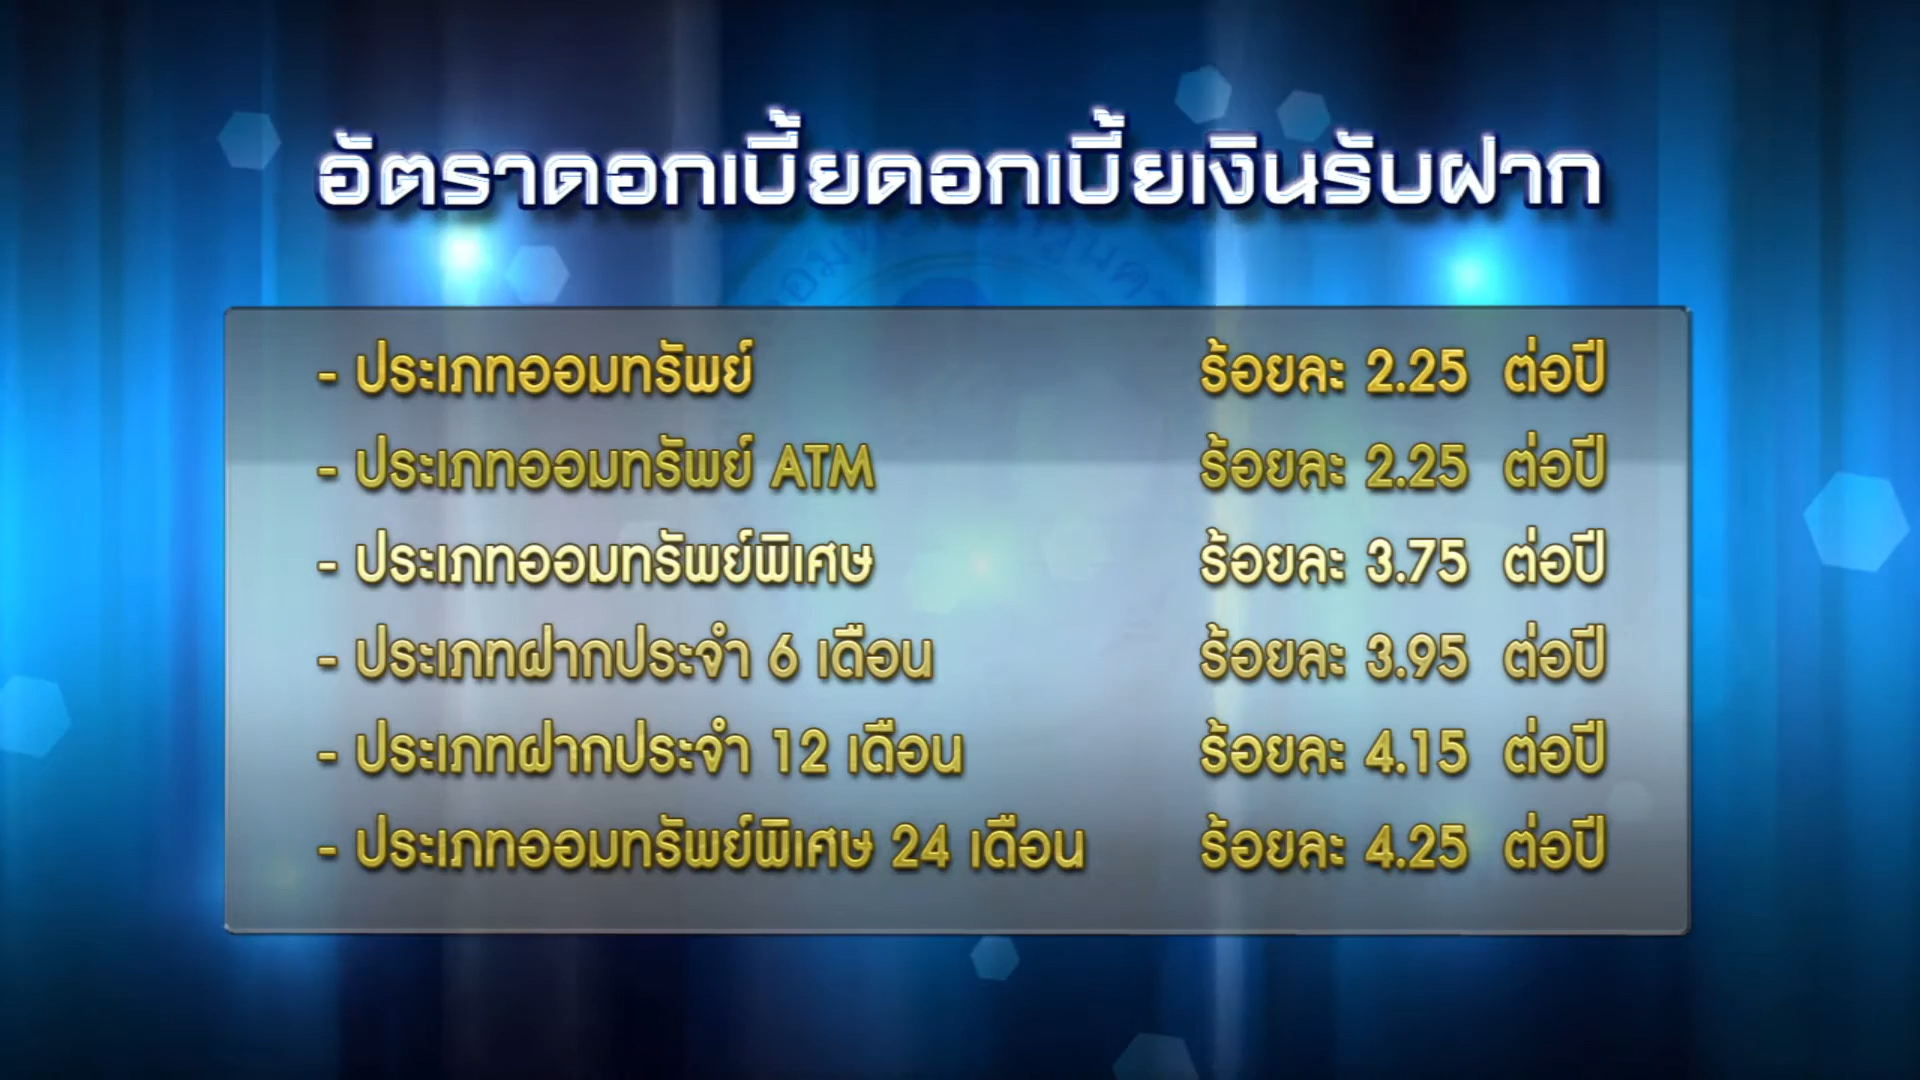 อัตราดอกเบี้ยดอกเบี้ยเงินรับฝาก
- ประเภทออมทรัพย์ ร้อยละ 2.25 ต่อปี
- ประเภทออมทรัพย์ ATM ร้อยละ 2.25 ต่อปี
- ประเภทออมทรัพย์พิเศษ ร้อยละ 3.75 ต่อปี
- ประเภทฝากประจำ 6 เดือน ร้อยละ 3.95 ต่อปี
- ประเภทฝากประจำ 12 เดือน ร้อยละ 4.15 ต่อปี
- ประเภทออมทรัพย์พิเศษ 24 เดือน ร้อยละ 4.25 ต่อปี